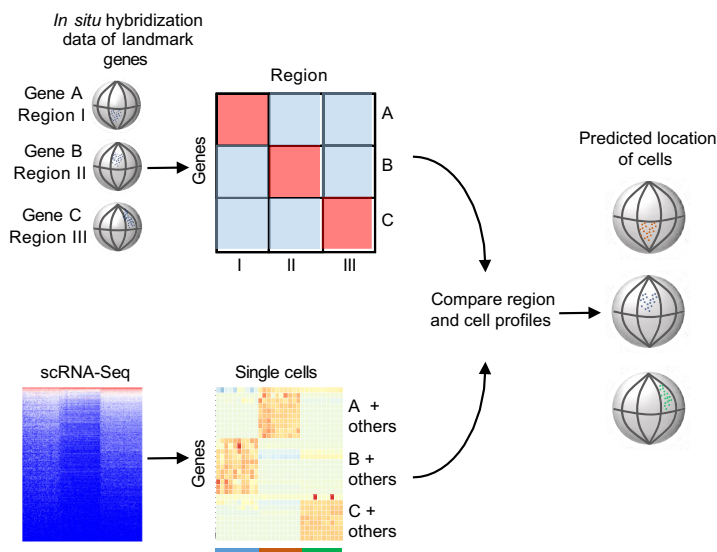 In situ hybridization
data of landmark
genes
Gene A
Region I
Gene B
Region II
Gene C
Region III
Region
Genes
A
B
C
I II III
Predicted location
of cells
Compare region
and cell profiles
scRNA-Seq
Single cells
Genes
A +
others
B +
others
C +
others